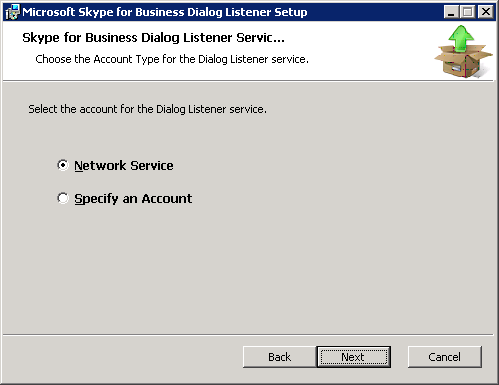 Microsoft Skype for Business Dialog Listener Setup
Skype for Business Dialog Listener Servic...
Choose the Account Type for the Dialog Listener service.
Select the account for the Dialog Listener service.
Network Service
Specify an Account
Back Next Cancel